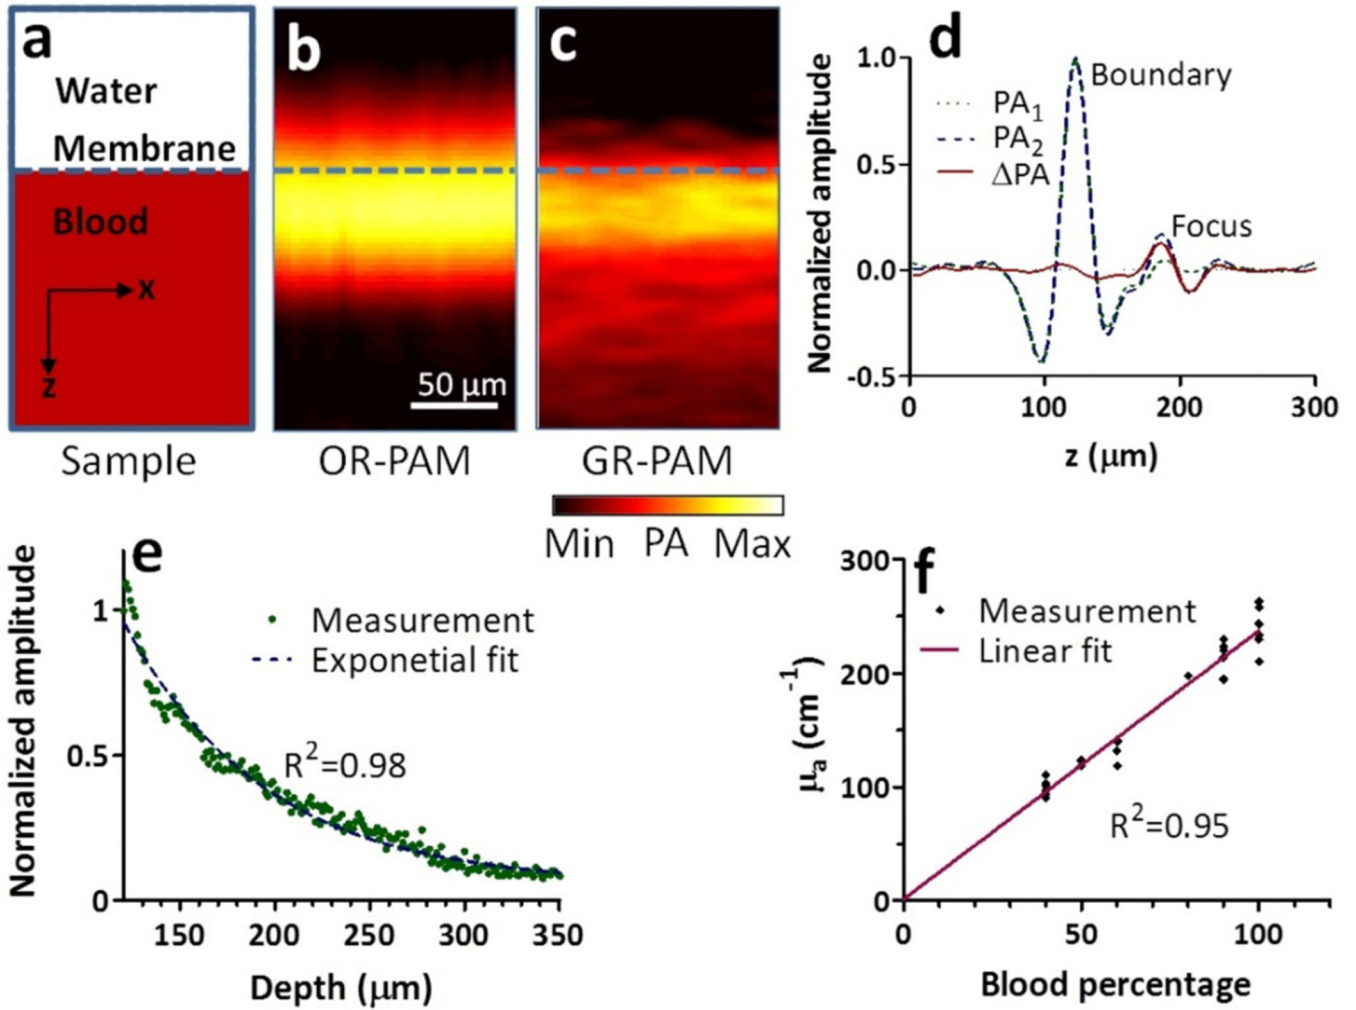 a
Water
Membrane
Blood
x
z
Sample
b
50 μm
OR-PAM
c
GR-PAM
Min PA Max
d
Normalized amplitude
1.0
0.5
0.0
-0.5
PA1
PA2
ΔPA
Boundary
Focus
0 100 200 300
z (μm)
e
Normalized amplitude
1
0.5
0
Measurement
Exponetial fit
R2=0.98
150 200 250 300 350
Depth (μm)
f
μa (cm-1)
300
200
100
0
Measurement
Linear fit
R2=0.95
0 50 100
Blood percentage